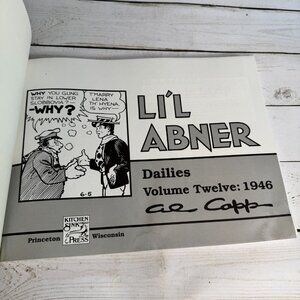 WHY YOU GUNG
STAY IN LOWER
SLOBBOVIA?-
-WHY?
T'MARRY
LENA
TH' HYENA,
IS WHY-
6-5
LI'L
ABNER
Dailies
Volume Twelve: 1946
Al Capp
KITCHEN
SINK
PRESS
Princeton
Wisconsin